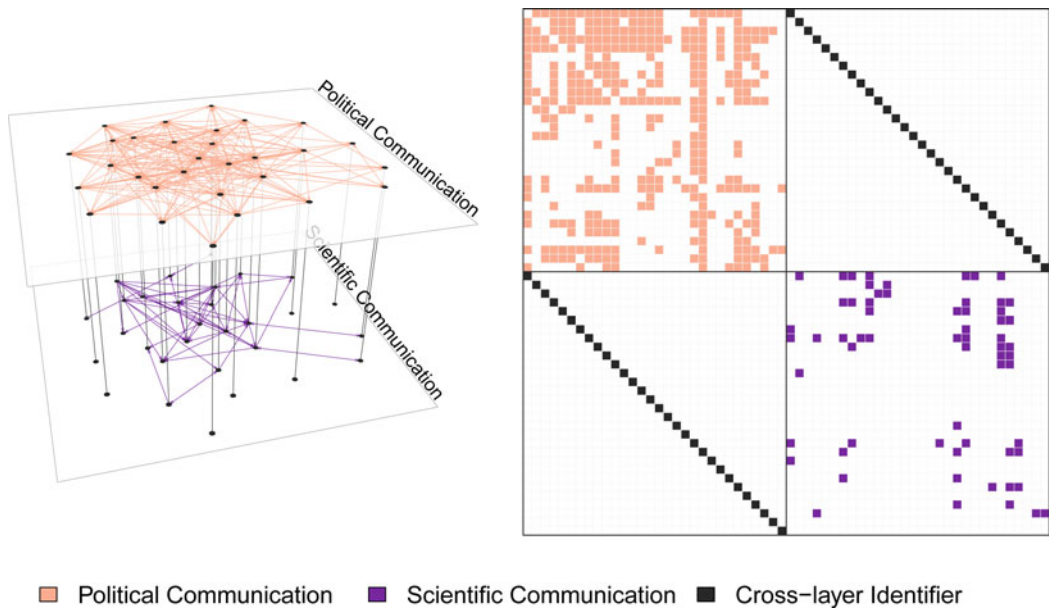 Political Communication
Scientific Communication
Political Communication
Scientific Communication
Cross−layer Identifier